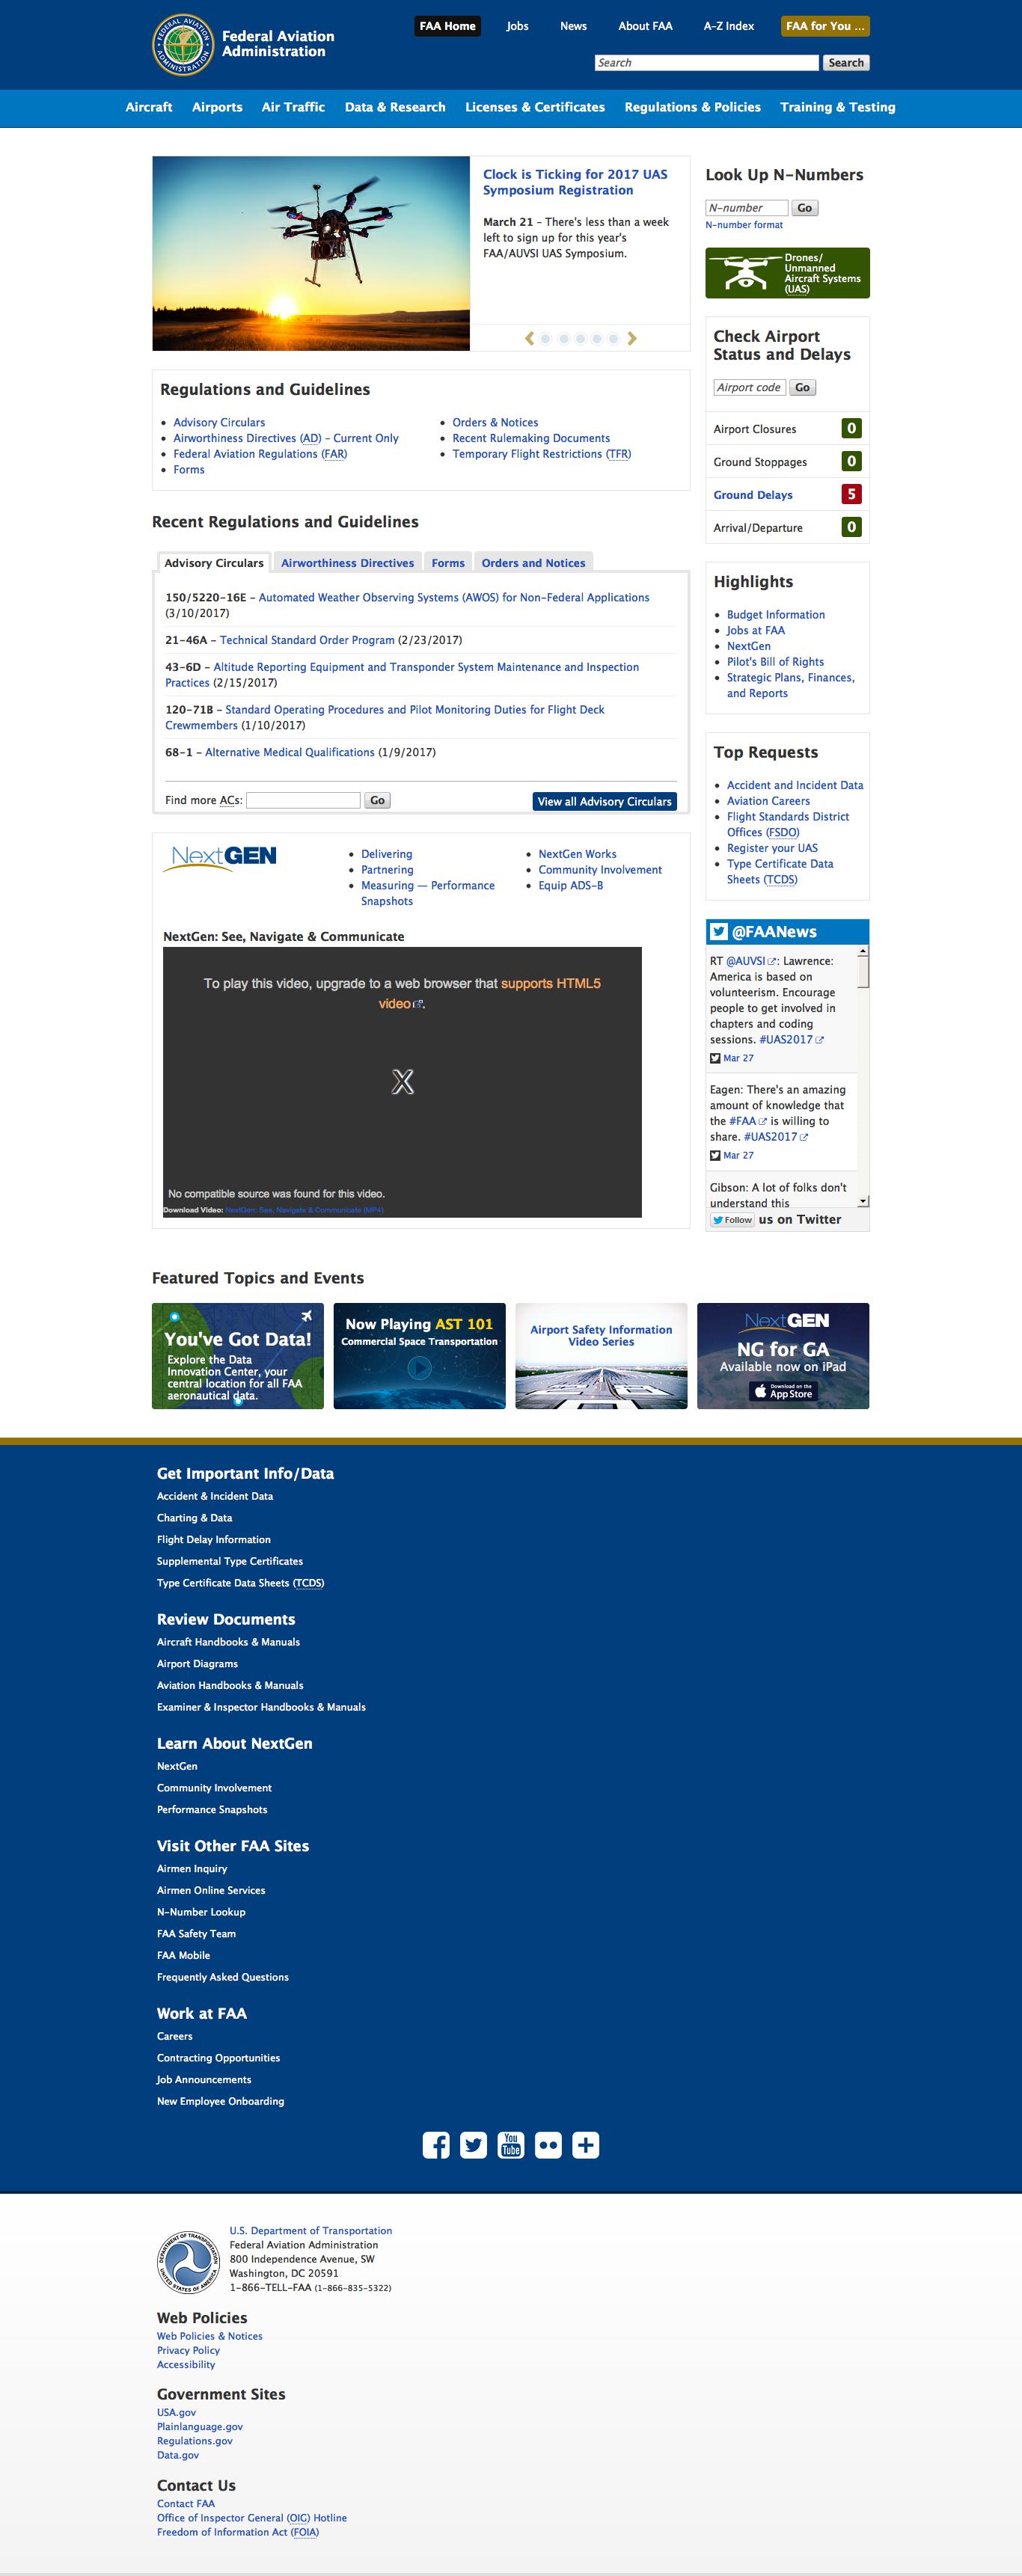 Federal Aviation
Administration
FAA Home
Jobs
News
About FAA
A-Z Index
FAA for You ...
Search
Search
Aircraft
Airports
Air Traffic
Data & Research
Licenses & Certificates
Regulations & Policies
Training & Testing
Clock is Ticking for 2017 UAS
Symposium Registration
March 21 – There's less than a week
left to sign up for this year's
FAA/AUVSI UAS Symposium.
Regulations and Guidelines
Advisory Circulars
Airworthiness Directives (AD) – Current Only
Federal Aviation Regulations (FAR)
Forms
Orders & Notices
Recent Rulemaking Documents
Temporary Flight Restrictions (TFR)
Recent Regulations and Guidelines
Advisory Circulars
Airworthiness Directives
Forms
Orders and Notices
150/5220-16E – Automated Weather Observing Systems (AWOS) for Non-Federal Applications
(3/10/2017)
21-46A – Technical Standard Order Program (2/23/2017)
43-6D – Altitude Reporting Equipment and Transponder System Maintenance and Inspection
Practices (2/15/2017)
120-71B – Standard Operating Procedures and Pilot Monitoring Duties for Flight Deck
Crewmembers (1/10/2017)
68-1 – Alternative Medical Qualifications (1/9/2017)
Find more ACs:
Go
View all Advisory Circulars
NextGEN
Delivering
Partnering
Measuring — Performance
Snapshots
NextGen Works
Community Involvement
Equip ADS-B
NextGen: See, Navigate & Communicate
To play this video, upgrade to a web browser that supports HTML5
video.
X
No compatible source was found for this video.
Download Video: NextGen: See, Navigate & Communicate (MP4)
Look Up N-Numbers
N-number
Go
N-number format
Drones/
Unmanned
Aircraft Systems
(UAS)
Check Airport
Status and Delays
Airport code
Go
Airport Closures 0
Ground Stoppages 0
Ground Delays 5
Arrival/Departure 0
Highlights
Budget Information
Jobs at FAA
NextGen
Pilot's Bill of Rights
Strategic Plans, Finances,
and Reports
Top Requests
Accident and Incident Data
Aviation Careers
Flight Standards District
Offices (FSDO)
Register your UAS
Type Certificate Data
Sheets (TCDS)
@FAANews
RT @AUVSI: Lawrence:
America is based on
volunteerism. Encourage
people to get involved in
chapters and coding
sessions. #UAS2017
Mar 27
Eagen: There's an amazing
amount of knowledge that
the #FAA is willing to
share. #UAS2017
Mar 27
Gibson: A lot of folks don't
understand this
Follow us on Twitter
Featured Topics and Events
You've Got Data!
Explore the Data
Innovation Center, your
central location for all FAA
aeronautical data.
Now Playing AST 101
Commercial Space Transportation
Airport Safety Information
Video Series
NextGEN
NG for GA
Available now on iPad
Download on the
App Store
Get Important Info/Data
Accident & Incident Data
Charting & Data
Flight Delay Information
Supplemental Type Certificates
Type Certificate Data Sheets (TCDS)
Review Documents
Aircraft Handbooks & Manuals
Airport Diagrams
Aviation Handbooks & Manuals
Examiner & Inspector Handbooks & Manuals
Learn About NextGen
NextGen
Community Involvement
Performance Snapshots
Visit Other FAA Sites
Airmen Inquiry
Airmen Online Services
N-Number Lookup
FAA Safety Team
FAA Mobile
Frequently Asked Questions
Work at FAA
Careers
Contracting Opportunities
Job Announcements
New Employee Onboarding
You
Tube
DEPARTMENT OF TRANSPORTATION
UNITED STATES OF AMERICA
U.S. Department of Transportation
Federal Aviation Administration
800 Independence Avenue, SW
Washington, DC 20591
1-866-TELL-FAA (1-866-835-5322)
Web Policies
Web Policies & Notices
Privacy Policy
Accessibility
Government Sites
USA.gov
Plainlanguage.gov
Regulations.gov
Data.gov
Contact Us
Contact FAA
Office of Inspector General (OIG) Hotline
Freedom of Information Act (FOIA)